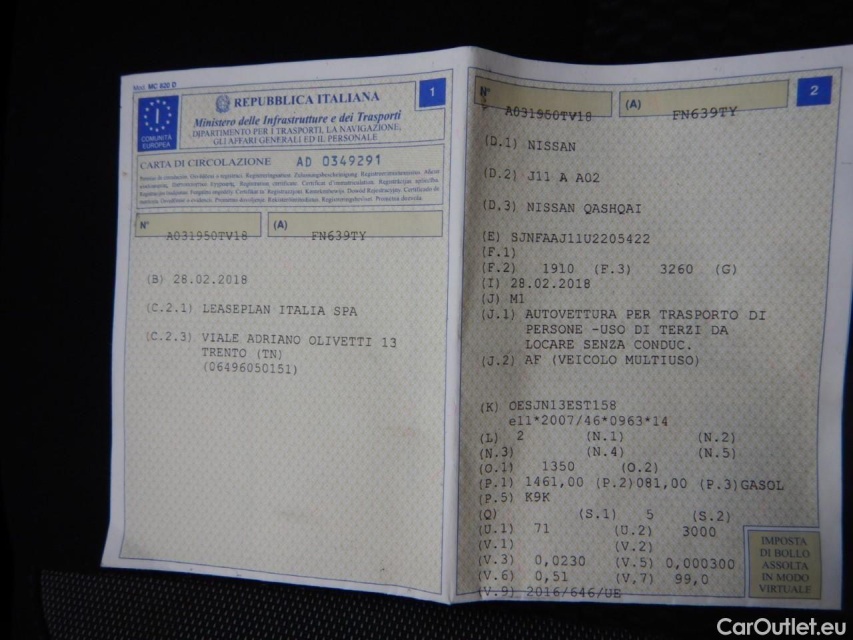 Mod. MC 820 D
1
REPUBBLICA ITALIANA
Ministero delle Infrastrutture e dei Trasporti
DIPARTIMENTO PER I TRASPORTI, LA NAVIGAZIONE,
GLI AFFARI GENERALI ED IL PERSONALE
I
COMUNITÀ
EUROPEA
CARTA DI CIRCOLAZIONE AD 0349291
N° (A)
A031950TV18 FN639TY
(B) 28.02.2018
(C.2.1) LEASEPLAN ITALIA SPA
(C.2.3) VIALE ADRIANO OLIVETTI 13
TRENTO (TN)
(06496050151)
2
N° (A)
A031950TV18 FN639TY
(D.1) NISSAN
(D.2) J11 A A02
(D.3) NISSAN QASHQAI
(E) SJNFAAJ11U2205422
(F.1)
(F.2) 1910 (F.3) 3260 (G)
(I) 28.02.2018
(J) M1
(J.1) AUTOVETTURA PER TRASPORTO DI
PERSONE -USO DI TERZI DA
LOCARE SENZA CONDUC.
(J.2) AF (VEICOLO MULTIUSO)
(K) OESJN13EST158
e11*2007/46*0963*14
(L) 2 (N.1) (N.2)
(N.3) (N.4) (N.5)
(O.1) 1350 (O.2)
(P.1) 1461,00 (P.2)081,00 (P.3)GASOL
(P.5) K9K
(Q) (S.1) 5 (S.2)
(U.1) 71 (U.2) 3000
(V.1) (V.2)
(V.3) 0,0230 (V.5) 0,000300
(V.6) 0,51 (V.7) 99,0
(V.9) 2016/646/UE
IMPOSTA
DI BOLLO
ASSOLTA
IN MODO
VIRTUALE
CarOutlet.eu